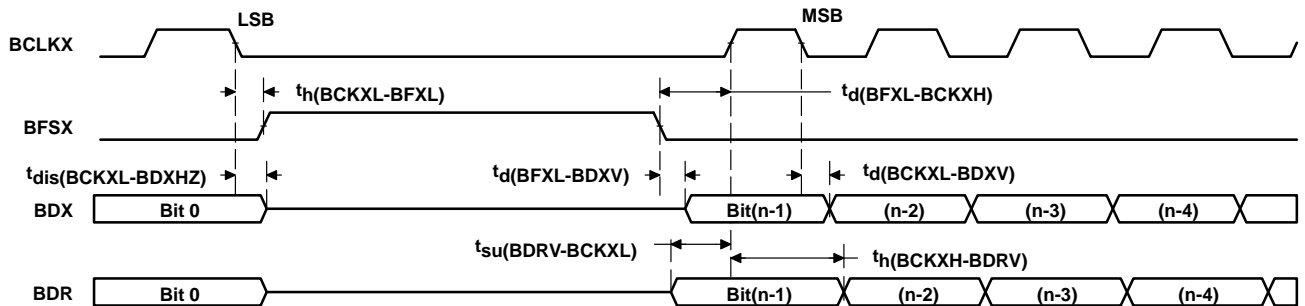 LSB
MSB
BCLKX
th(BCKXL-BFXL)
td(BFXL-BCKXH)
BFSX
tdis(BCKXL-BDXHZ)
td(BFXL-BDXV)
td(BCKXL-BDXV)
BDX
Bit 0
Bit(n-1)
(n-2)
(n-3)
(n-4)
tsu(BDRV-BCKXL)
th(BCKXH-BDRV)
BDR
Bit 0
Bit(n-1)
(n-2)
(n-3)
(n-4)